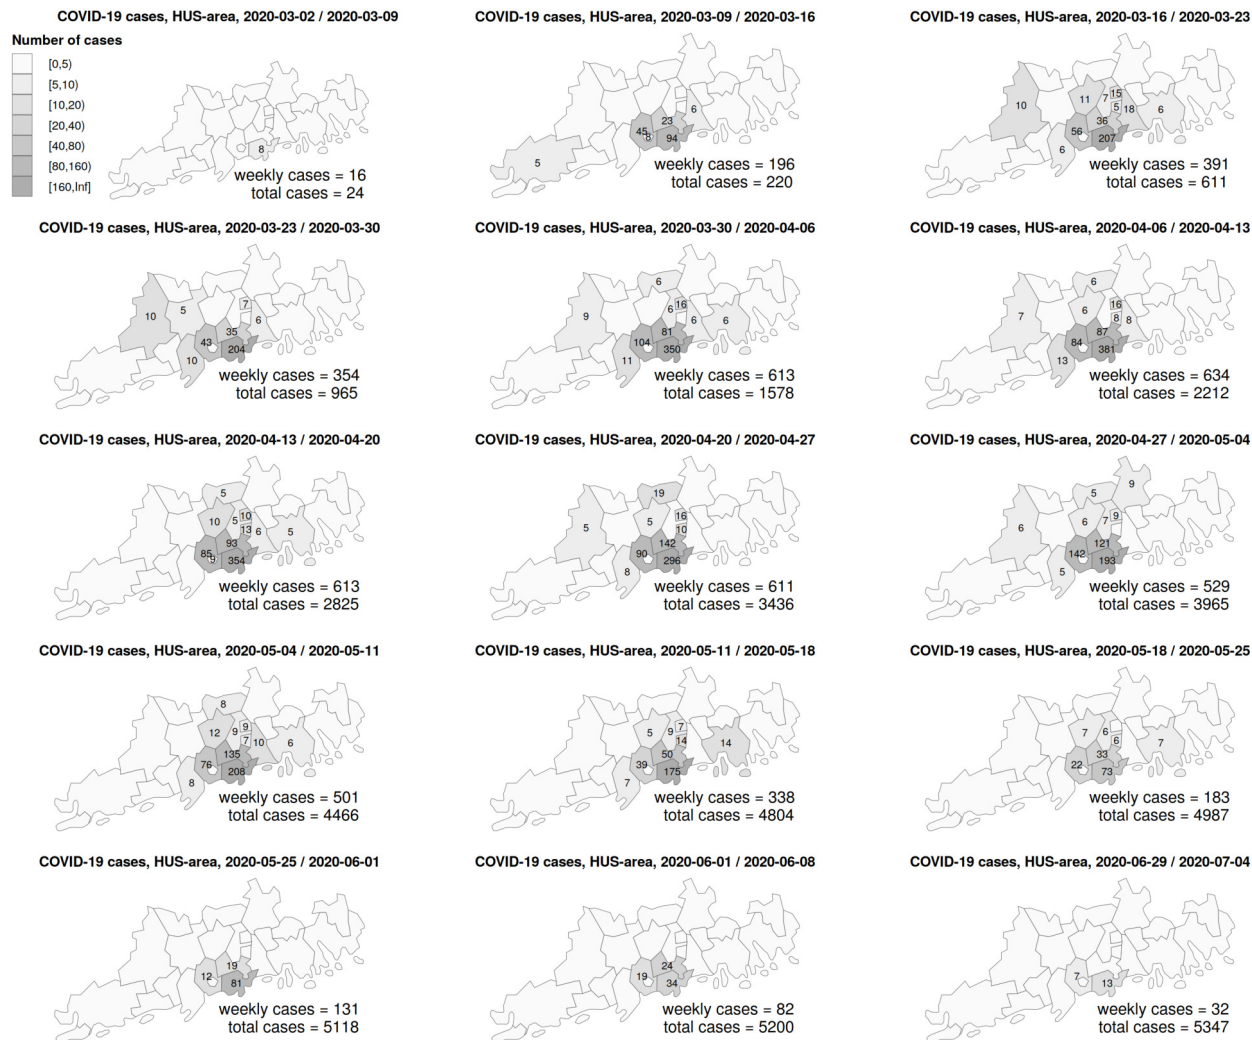 COVID-19 cases, HUS-area, 2020-03-02 / 2020-03-09
Number of cases
[0,5)
[5,10)
[10,20)
[20,40)
[40,80)
[80,160)
[160,Inf]
8
weekly cases = 16
total cases = 24
COVID-19 cases, HUS-area, 2020-03-09 / 2020-03-16
6
23
45
8
94
5
weekly cases = 196
total cases = 220
COVID-19 cases, HUS-area, 2020-03-16 / 2020-03-23
10
11
7
15
5
18
6
36
56
207
6
weekly cases = 391
total cases = 611
COVID-19 cases, HUS-area, 2020-03-23 / 2020-03-30
10
5
7
6
35
43
204
10
weekly cases = 354
total cases = 965
COVID-19 cases, HUS-area, 2020-03-30 / 2020-04-06
6
9
6
16
6
6
81
104
350
11
weekly cases = 613
total cases = 1578
COVID-19 cases, HUS-area, 2020-04-06 / 2020-04-13
6
7
6
16
8
8
87
84
381
13
weekly cases = 634
total cases = 2212
COVID-19 cases, HUS-area, 2020-04-13 / 2020-04-20
5
10
5
10
13
6
5
93
85
9
354
weekly cases = 613
total cases = 2825
COVID-19 cases, HUS-area, 2020-04-20 / 2020-04-27
19
5
5
16
10
142
90
296
8
weekly cases = 611
total cases = 3436
COVID-19 cases, HUS-area, 2020-04-27 / 2020-05-04
9
5
6
6
7
9
121
142
193
5
weekly cases = 529
total cases = 3965
COVID-19 cases, HUS-area, 2020-05-04 / 2020-05-11
8
12
9
9
7
10
6
135
76
208
8
weekly cases = 501
total cases = 4466
COVID-19 cases, HUS-area, 2020-05-11 / 2020-05-18
5
9
7
14
14
50
39
175
7
weekly cases = 338
total cases = 4804
COVID-19 cases, HUS-area, 2020-05-18 / 2020-05-25
7
6
6
7
33
22
73
weekly cases = 183
total cases = 4987
COVID-19 cases, HUS-area, 2020-05-25 / 2020-06-01
19
12
81
weekly cases = 131
total cases = 5118
COVID-19 cases, HUS-area, 2020-06-01 / 2020-06-08
24
19
34
weekly cases = 82
total cases = 5200
COVID-19 cases, HUS-area, 2020-06-29 / 2020-07-04
7
13
weekly cases = 32
total cases = 5347